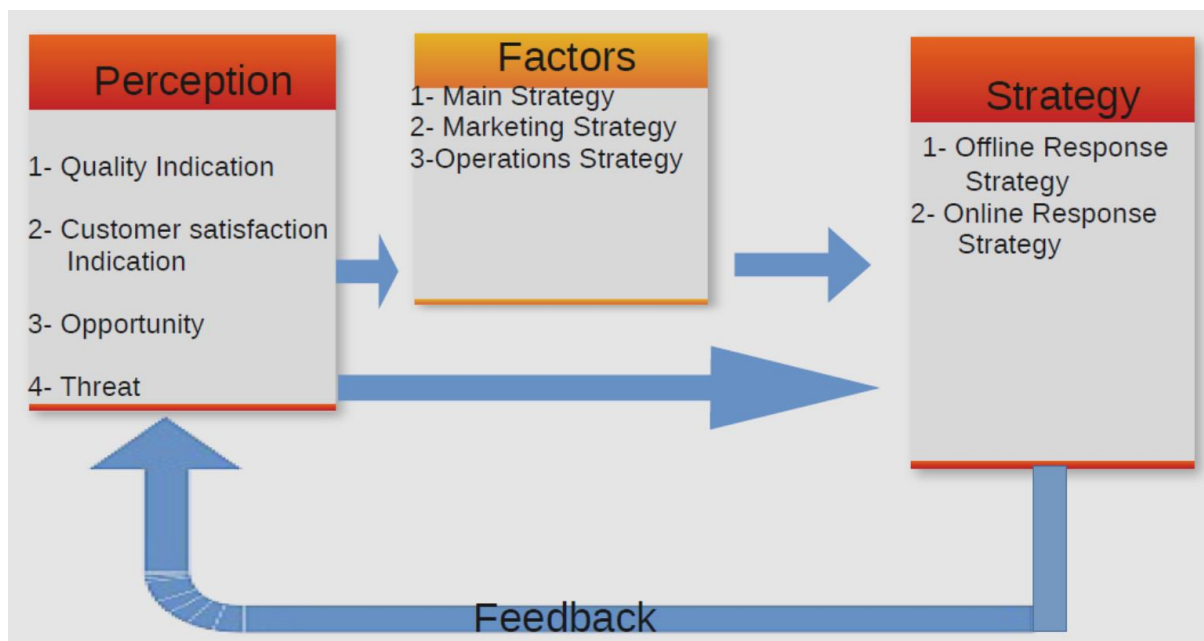 Perception
1- Quality Indication
2- Customer satisfaction
Indication
3- Opportunity
4- Threat
Factors
1- Main Strategy
2- Marketing Strategy
3-Operations Strategy
Strategy
1- Offline Response
Strategy
2- Online Response
Strategy
Feedback